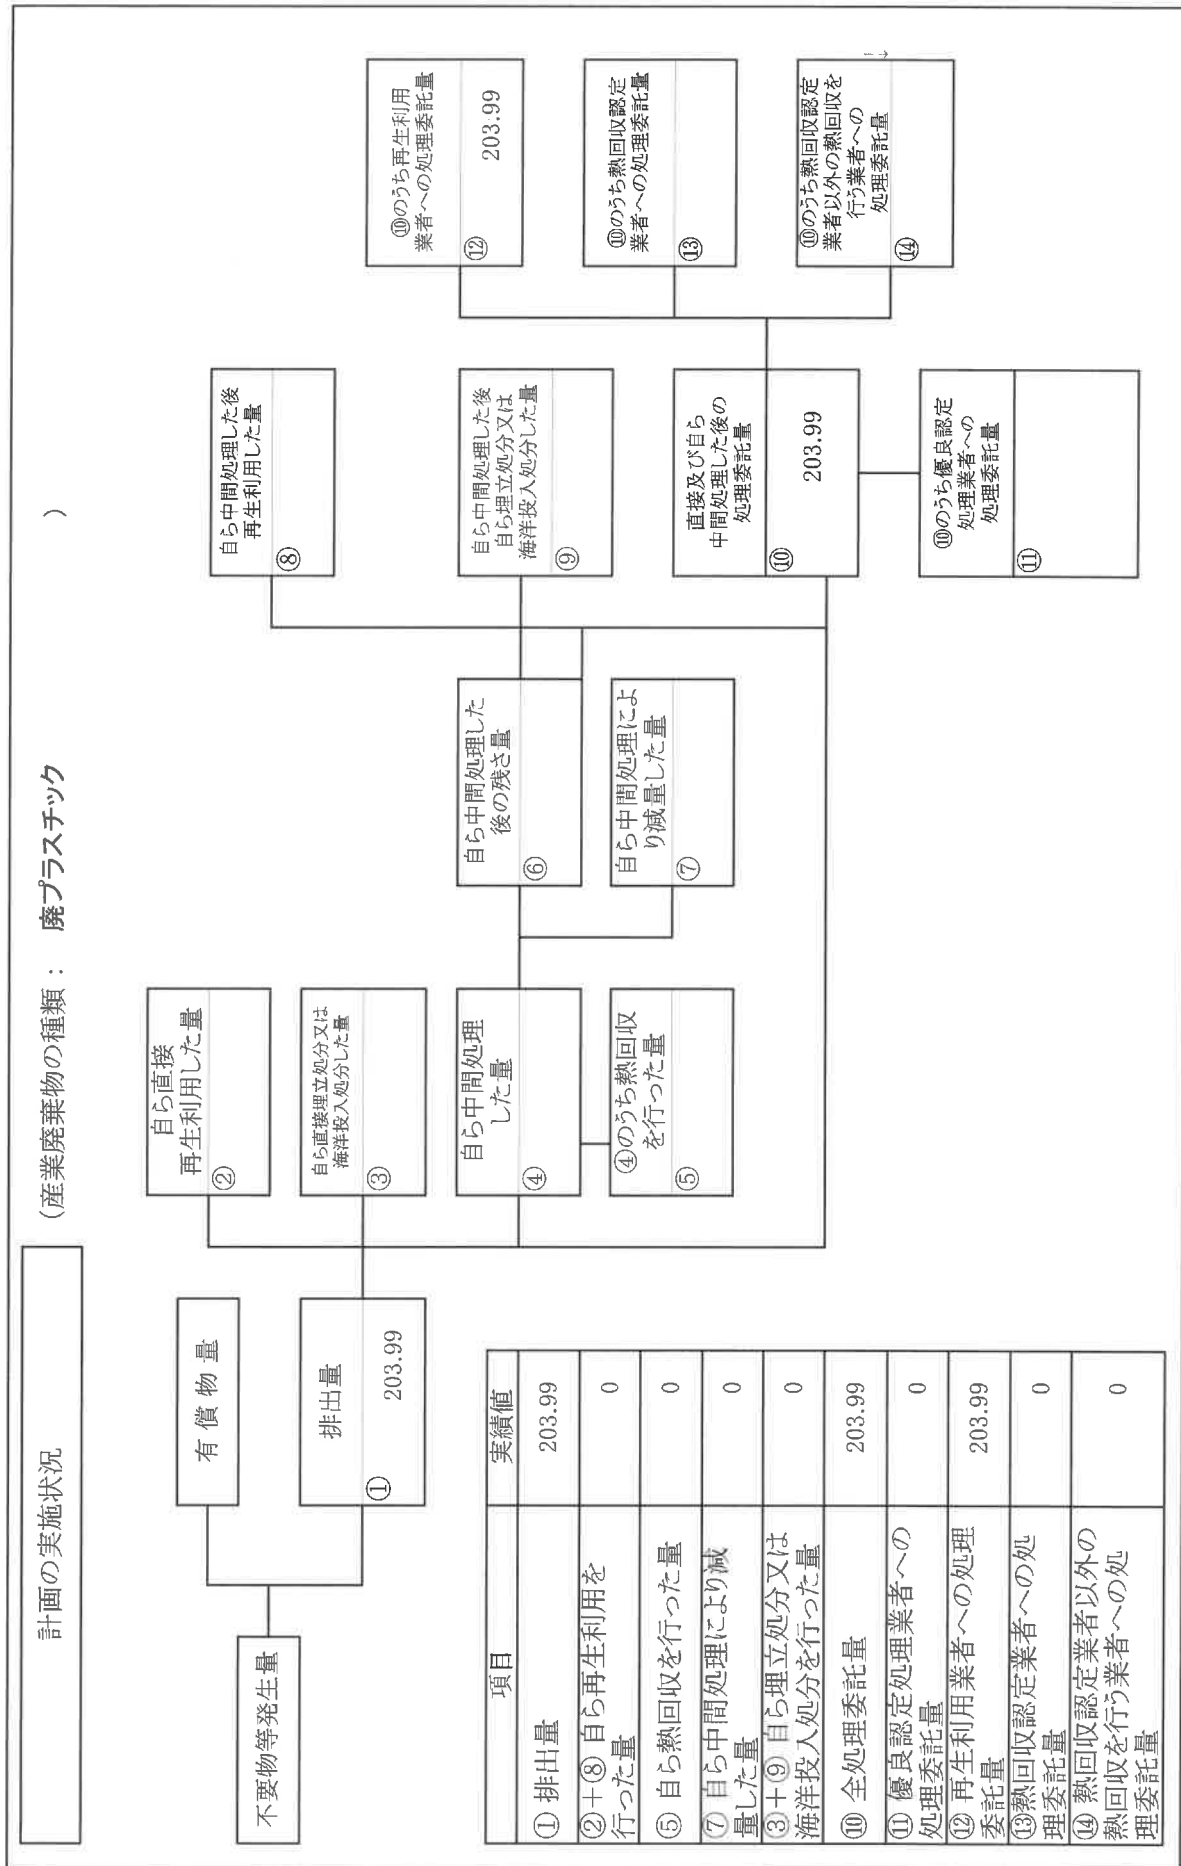 計画の実施状況
(産業廃棄物の種類： 廃プラスチック )
不要物等発生量
有 償 物 量
排出量
①
203.99
自ら直接
再生利用した量
②
自ら直接埋立処分又は
海洋投入処分した量
③
自ら中間処理
した量
④
④のうち熱回収
を行った量
⑤
自ら中間処理した
後の残さ量
⑥
自ら中間処理によ
り減量した量
⑦
自ら中間処理した後
再生利用した量
⑧
自ら中間処理した後
自ら埋立処分又は
海洋投入処分した量
⑨
直接及び自ら
中間処理した後の
処理委託量
⑩
203.99
⑩のうち優良認定
処理業者への
処理委託量
⑪
⑩のうち再生利用
業者への処理委託量
⑫
203.99
⑩のうち熱回収認定
業者への処理委託量
⑬
⑩のうち熱回収認定
業者以外の熱回収を
行う業者への
処理委託量
⑭
項目 実績値
① 排出量 203.99
②+⑧ 自ら再生利用を
行った量 0
⑤ 自ら熱回収を行った量 0
⑦ 自ら中間処理により減
量した量 0
③+⑨ 自ら埋立処分又は
海洋投入処分を行った量 0
⑩ 全処理委託量 203.99
⑪ 優良認定処理業者への
処理委託量 0
⑫ 再生利用業者への処理
委託量 203.99
⑬熱回収認定業者への処
理委託量 0
⑭ 熱回収認定業者以外の
熱回収を行う業者への処
理委託量 0